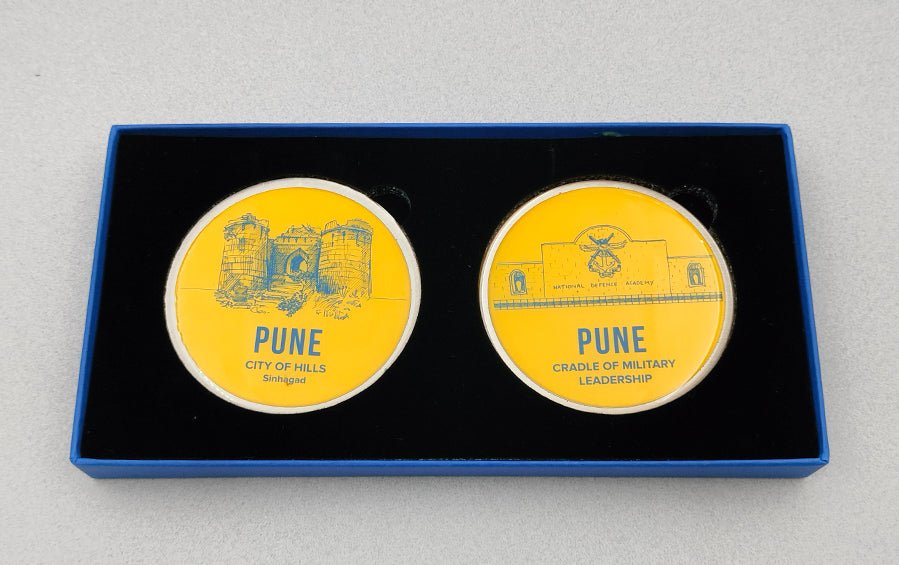 PUNE
CITY OF HILLS
Sinhagad
NATIONAL DEFENCE ACADEMY
PUNE
CRADLE OF MILITARY
LEADERSHIP